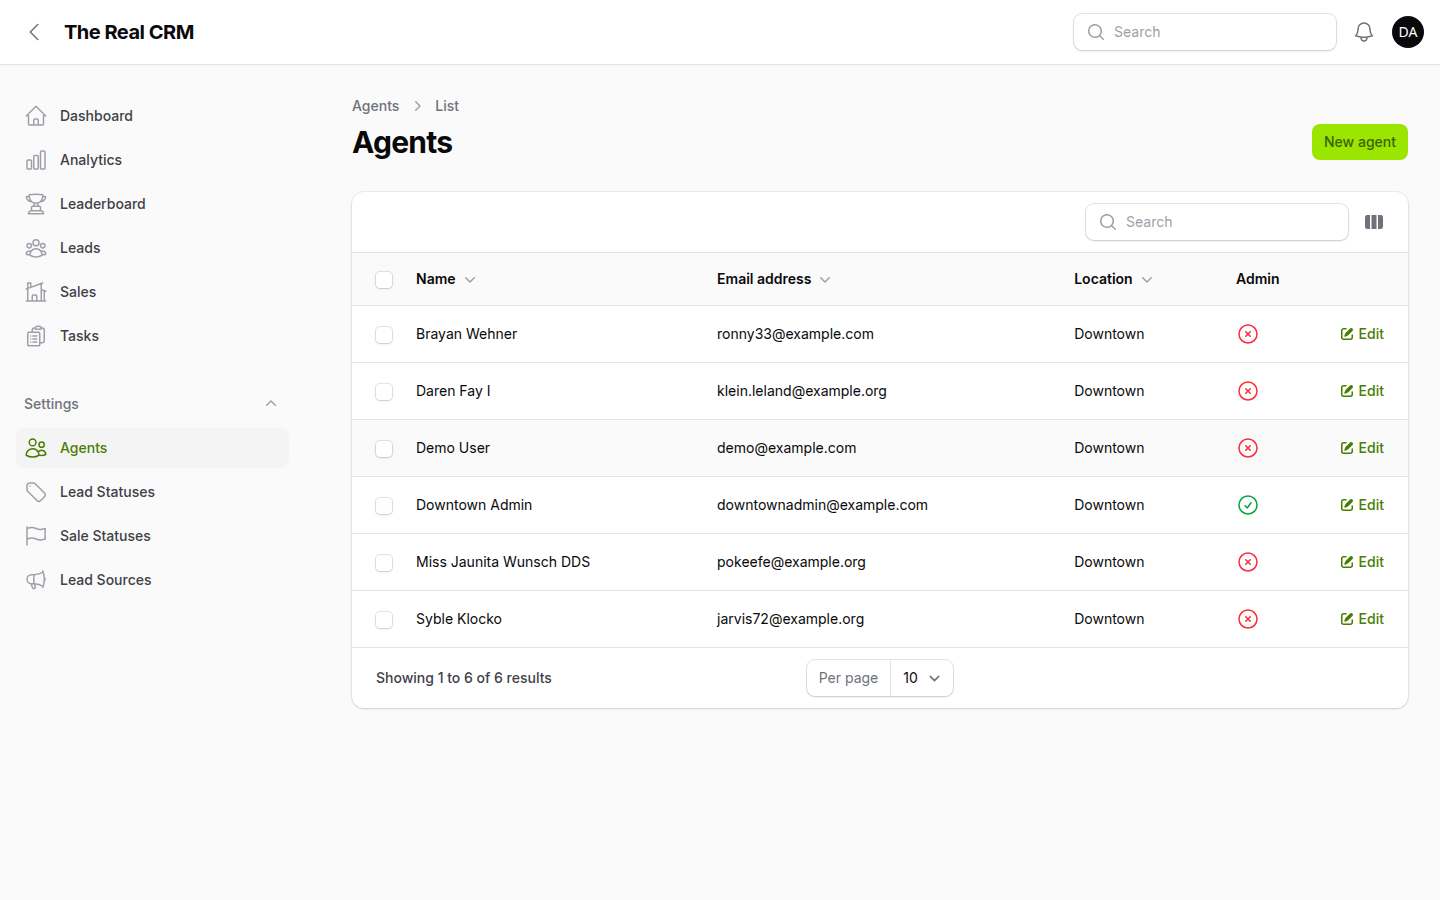 The Real CRM
Search
DA
Dashboard
Analytics
Leaderboard
Leads
Sales
Tasks
Settings
Agents
Lead Statuses
Sale Statuses
Lead Sources
Agents List
Agents
New agent
Search
Name Email address Location Admin
Brayan Wehner ronny33@example.com Downtown Edit
Daren Fay I klein.leland@example.org Downtown Edit
Demo User demo@example.com Downtown Edit
Downtown Admin downtownadmin@example.com Downtown Edit
Miss Jaunita Wunsch DDS pokeefe@example.org Downtown Edit
Syble Klocko jarvis72@example.org Downtown Edit
Showing 1 to 6 of 6 results Per page 10